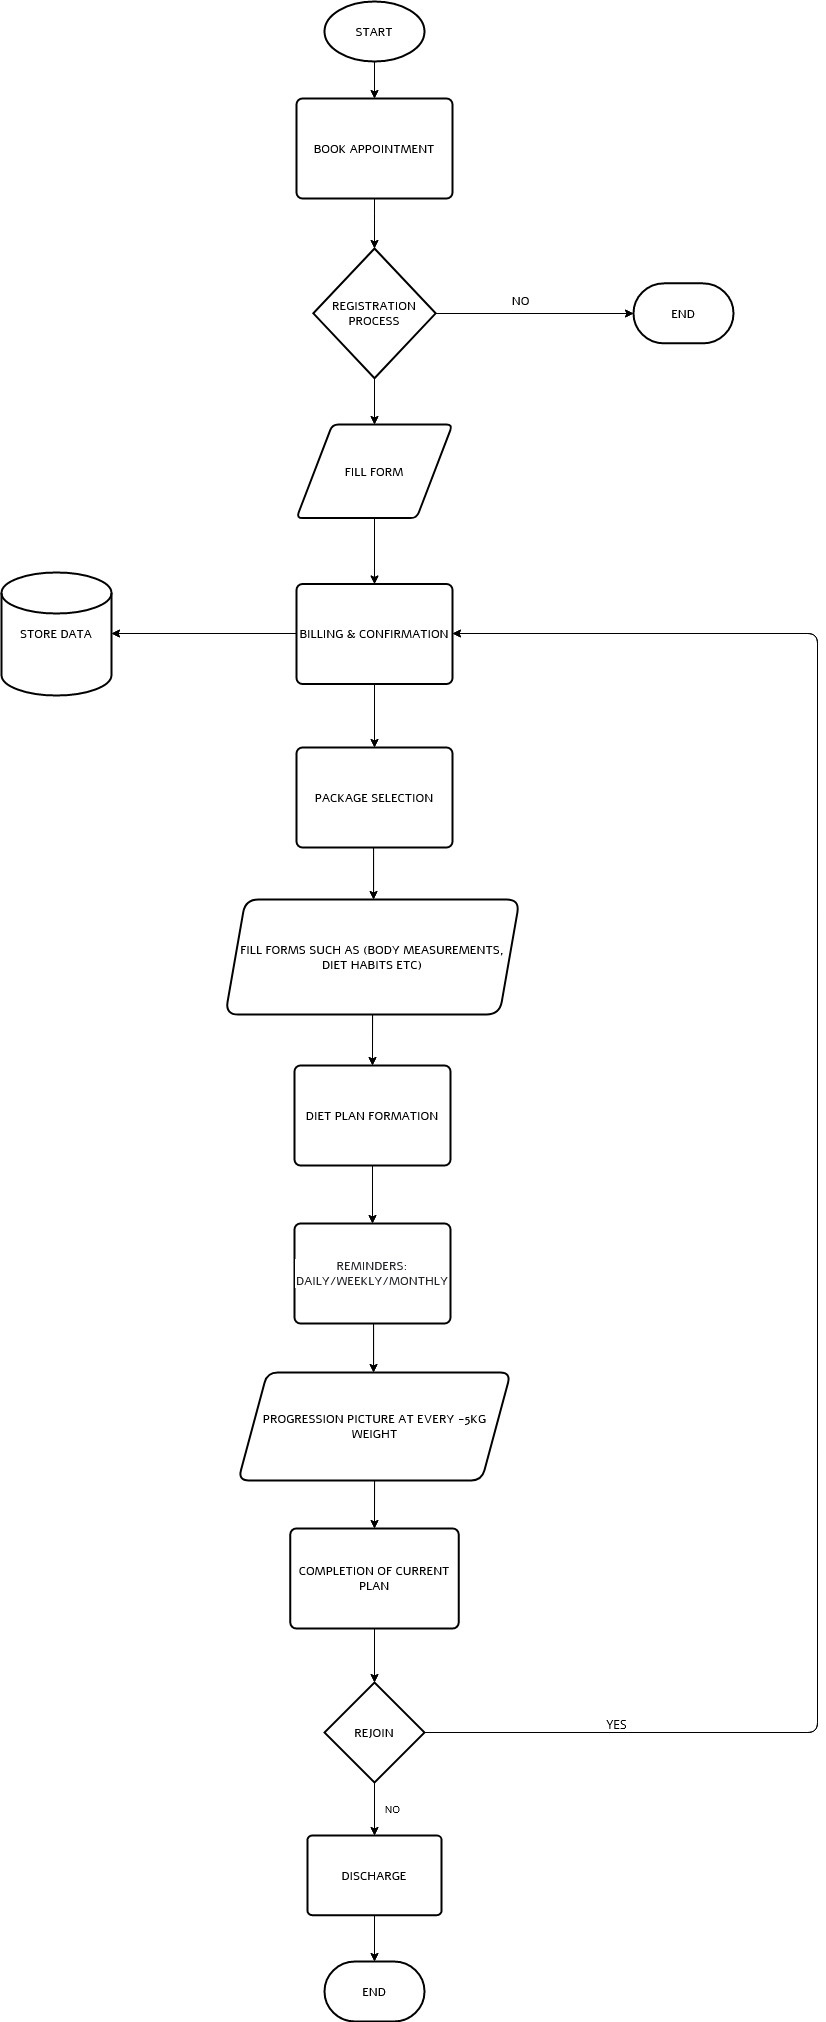 START
BOOK APPOINTMENT
REGISTRATION
PROCESS
NO
END
FILL FORM
STORE DATA
BILLING & CONFIRMATION
PACKAGE SELECTION
FILL FORMS SUCH AS (BODY MEASUREMENTS,
DIET HABITS ETC)
DIET PLAN FORMATION
REMINDERS:
DAILY/WEEKLY/MONTHLY
PROGRESSION PICTURE AT EVERY -5KG
WEIGHT
COMPLETION OF CURRENT
PLAN
REJOIN
YES
NO
DISCHARGE
END